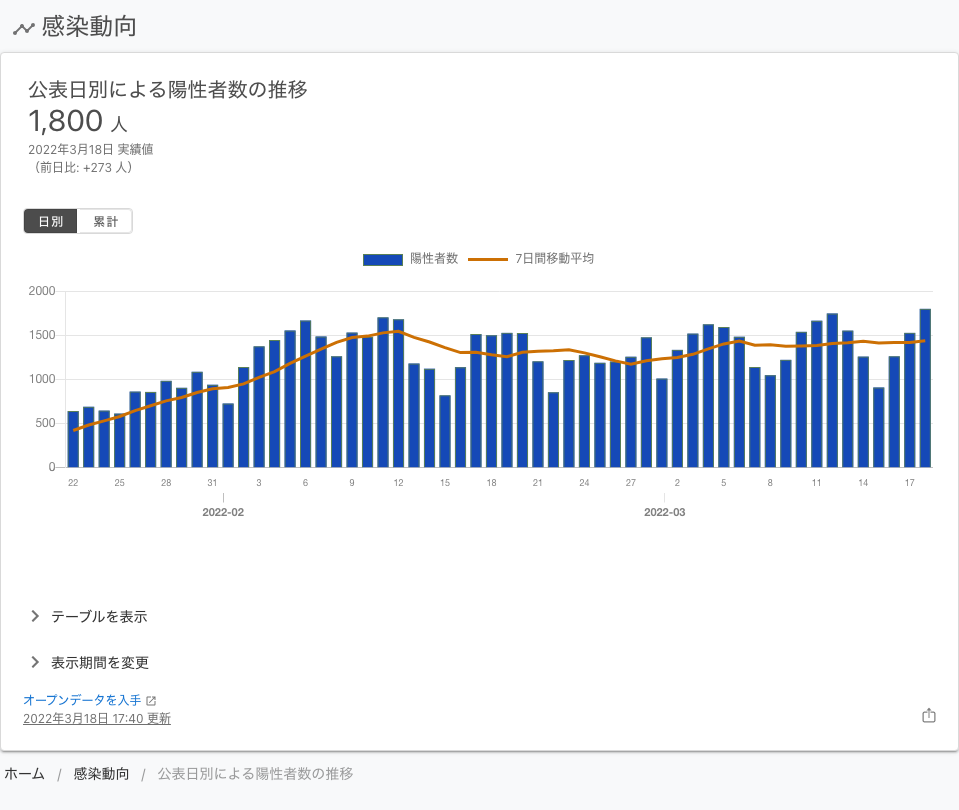 感染動向
公表日別による陽性者数の推移
1,800 人
2022年3月18日 実績値
（前日比: +273 人）
日別 累計
陽性者数 7日間移動平均
2000
1500
1000
500
0
22 25 28 31 3 6 9 12 15 18 21 24 27 2 5 8 11 14 17
2022-02 2022-03
テーブルを表示
表示期間を変更
オープンデータを入手
2022年3月18日 17:40 更新
ホーム / 感染動向 / 公表日別による陽性者数の推移